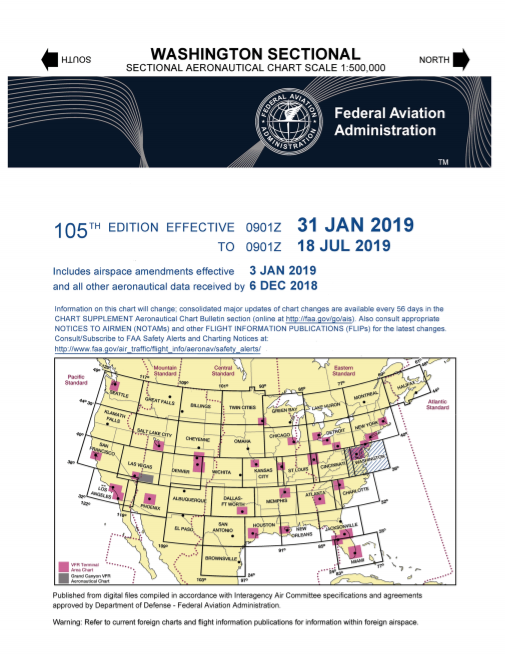 WASHINGTON SECTIONAL
SOUTH
SECTIONAL AERONAUTICAL CHART SCALE 1:500,000
NORTH
FEDERAL AVIATION
ADMINISTRATION
Federal Aviation
Administration
TM
105TH EDITION EFFECTIVE 0901Z 31 JAN 2019
TO 0901Z 18 JUL 2019
Includes airspace amendments effective 3 JAN 2019
and all other aeronautical data received by 6 DEC 2018
Information on this chart will change; consolidated major updates of chart changes are available every 56 days in the
CHART SUPPLEMENT Aeronautical Chart Bulletin section (online at http://faa.gov/go/ais). Also consult appropriate
NOTICES TO AIRMEN (NOTAMs) and other FLIGHT INFORMATION PUBLICATIONS (FLIPs) for the latest changes.
Consult/Subscribe to FAA Safety Alerts and Charting Notices at:
http://www.faa.gov/air_traffic/flight_info/aeronav/safety_alerts/
Pacific
Standard
Mountain
Standard
Central
Standard
Eastern
Standard
Atlantic
Standard
SEATTLE
GREAT FALLS
BILLINGS
TWIN CITIES
GREEN BAY
LAKE HURON
MONTREAL
HALIFAX
KLAMATH
FALLS
SALT LAKE CITY
CHEYENNE
OMAHA
CHICAGO
DETROIT
NEW YORK
SAN
FRANCISCO
LAS VEGAS
DENVER
WICHITA
KANSAS
CITY
ST LOUIS
CINCINNATI
WASHINGTON
LOS
ANGELES
PHOENIX
ALBUQUERQUE
DALLAS-
FT WORTH
MEMPHIS
ATLANTA
CHARLOTTE
EL PASO
SAN
ANTONIO
HOUSTON
NEW
ORLEANS
JACKSONVILLE
BROWNSVILLE
MIAMI
VFR Terminal
Area Chart
Grand Canyon VFR
Aeronautical Chart
Published from digital files compiled in accordance with Interagency Air Committee specifications and agreements
approved by Department of Defense - Federal Aviation Administration.
Warning: Refer to current foreign charts and flight information publications for information within foreign airspace.